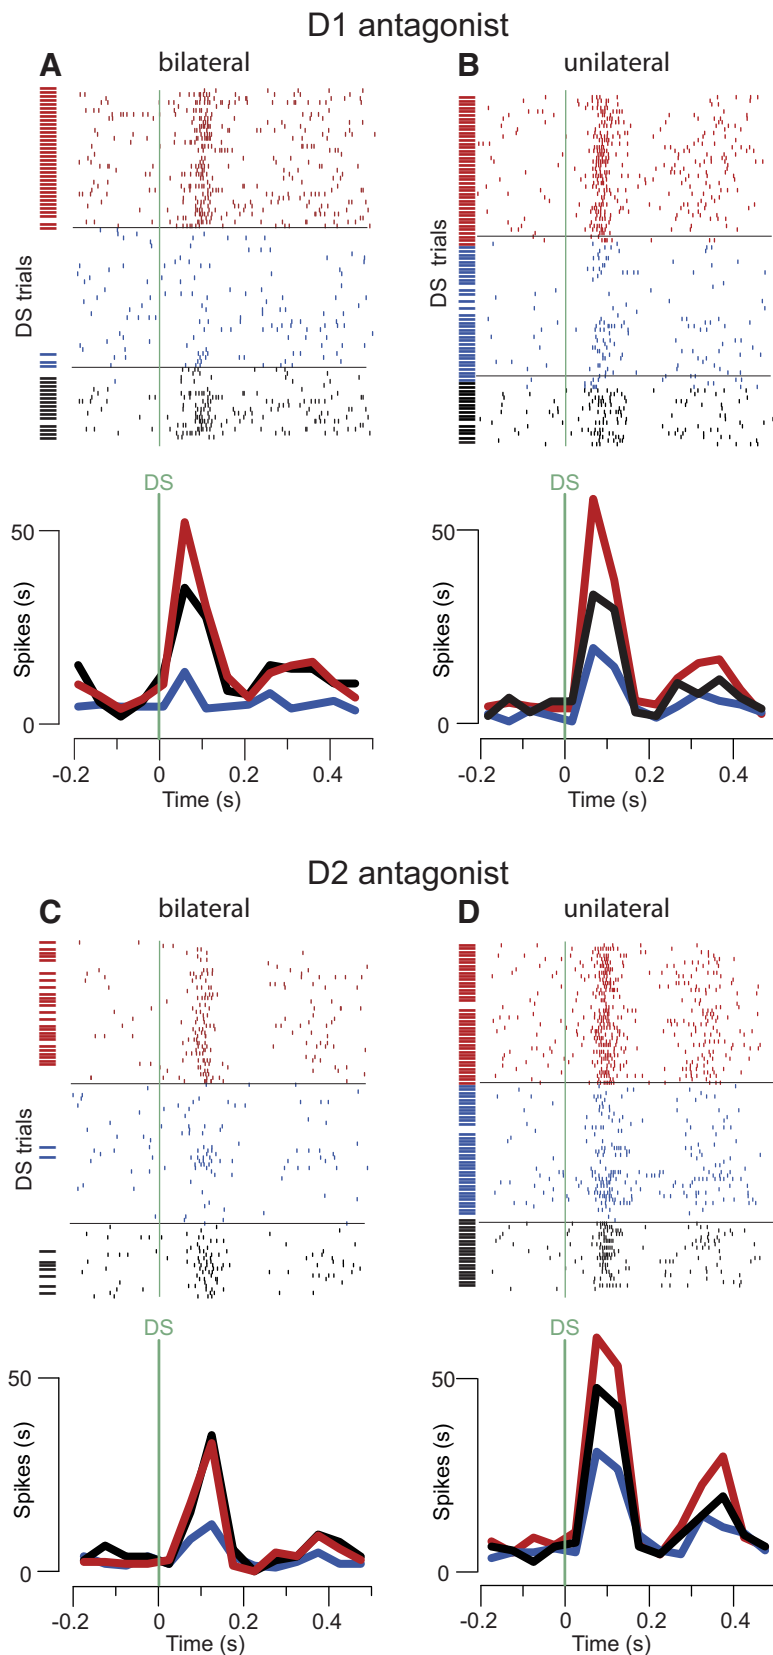 D1 antagonist
A bilateral
B unilateral
DS trials
DS trials
DS
DS
50
0
Spikes (s)
-0.2 0 0.2 0.4
Time (s)
50
0
Spikes (s)
-0.2 0 0.2 0.4
Time (s)
D2 antagonist
C bilateral
D unilateral
DS trials
DS
DS
50
0
Spikes (s)
-0.2 0 0.2 0.4
Time (s)
50
0
Spikes (s)
-0.2 0 0.2 0.4
Time (s)